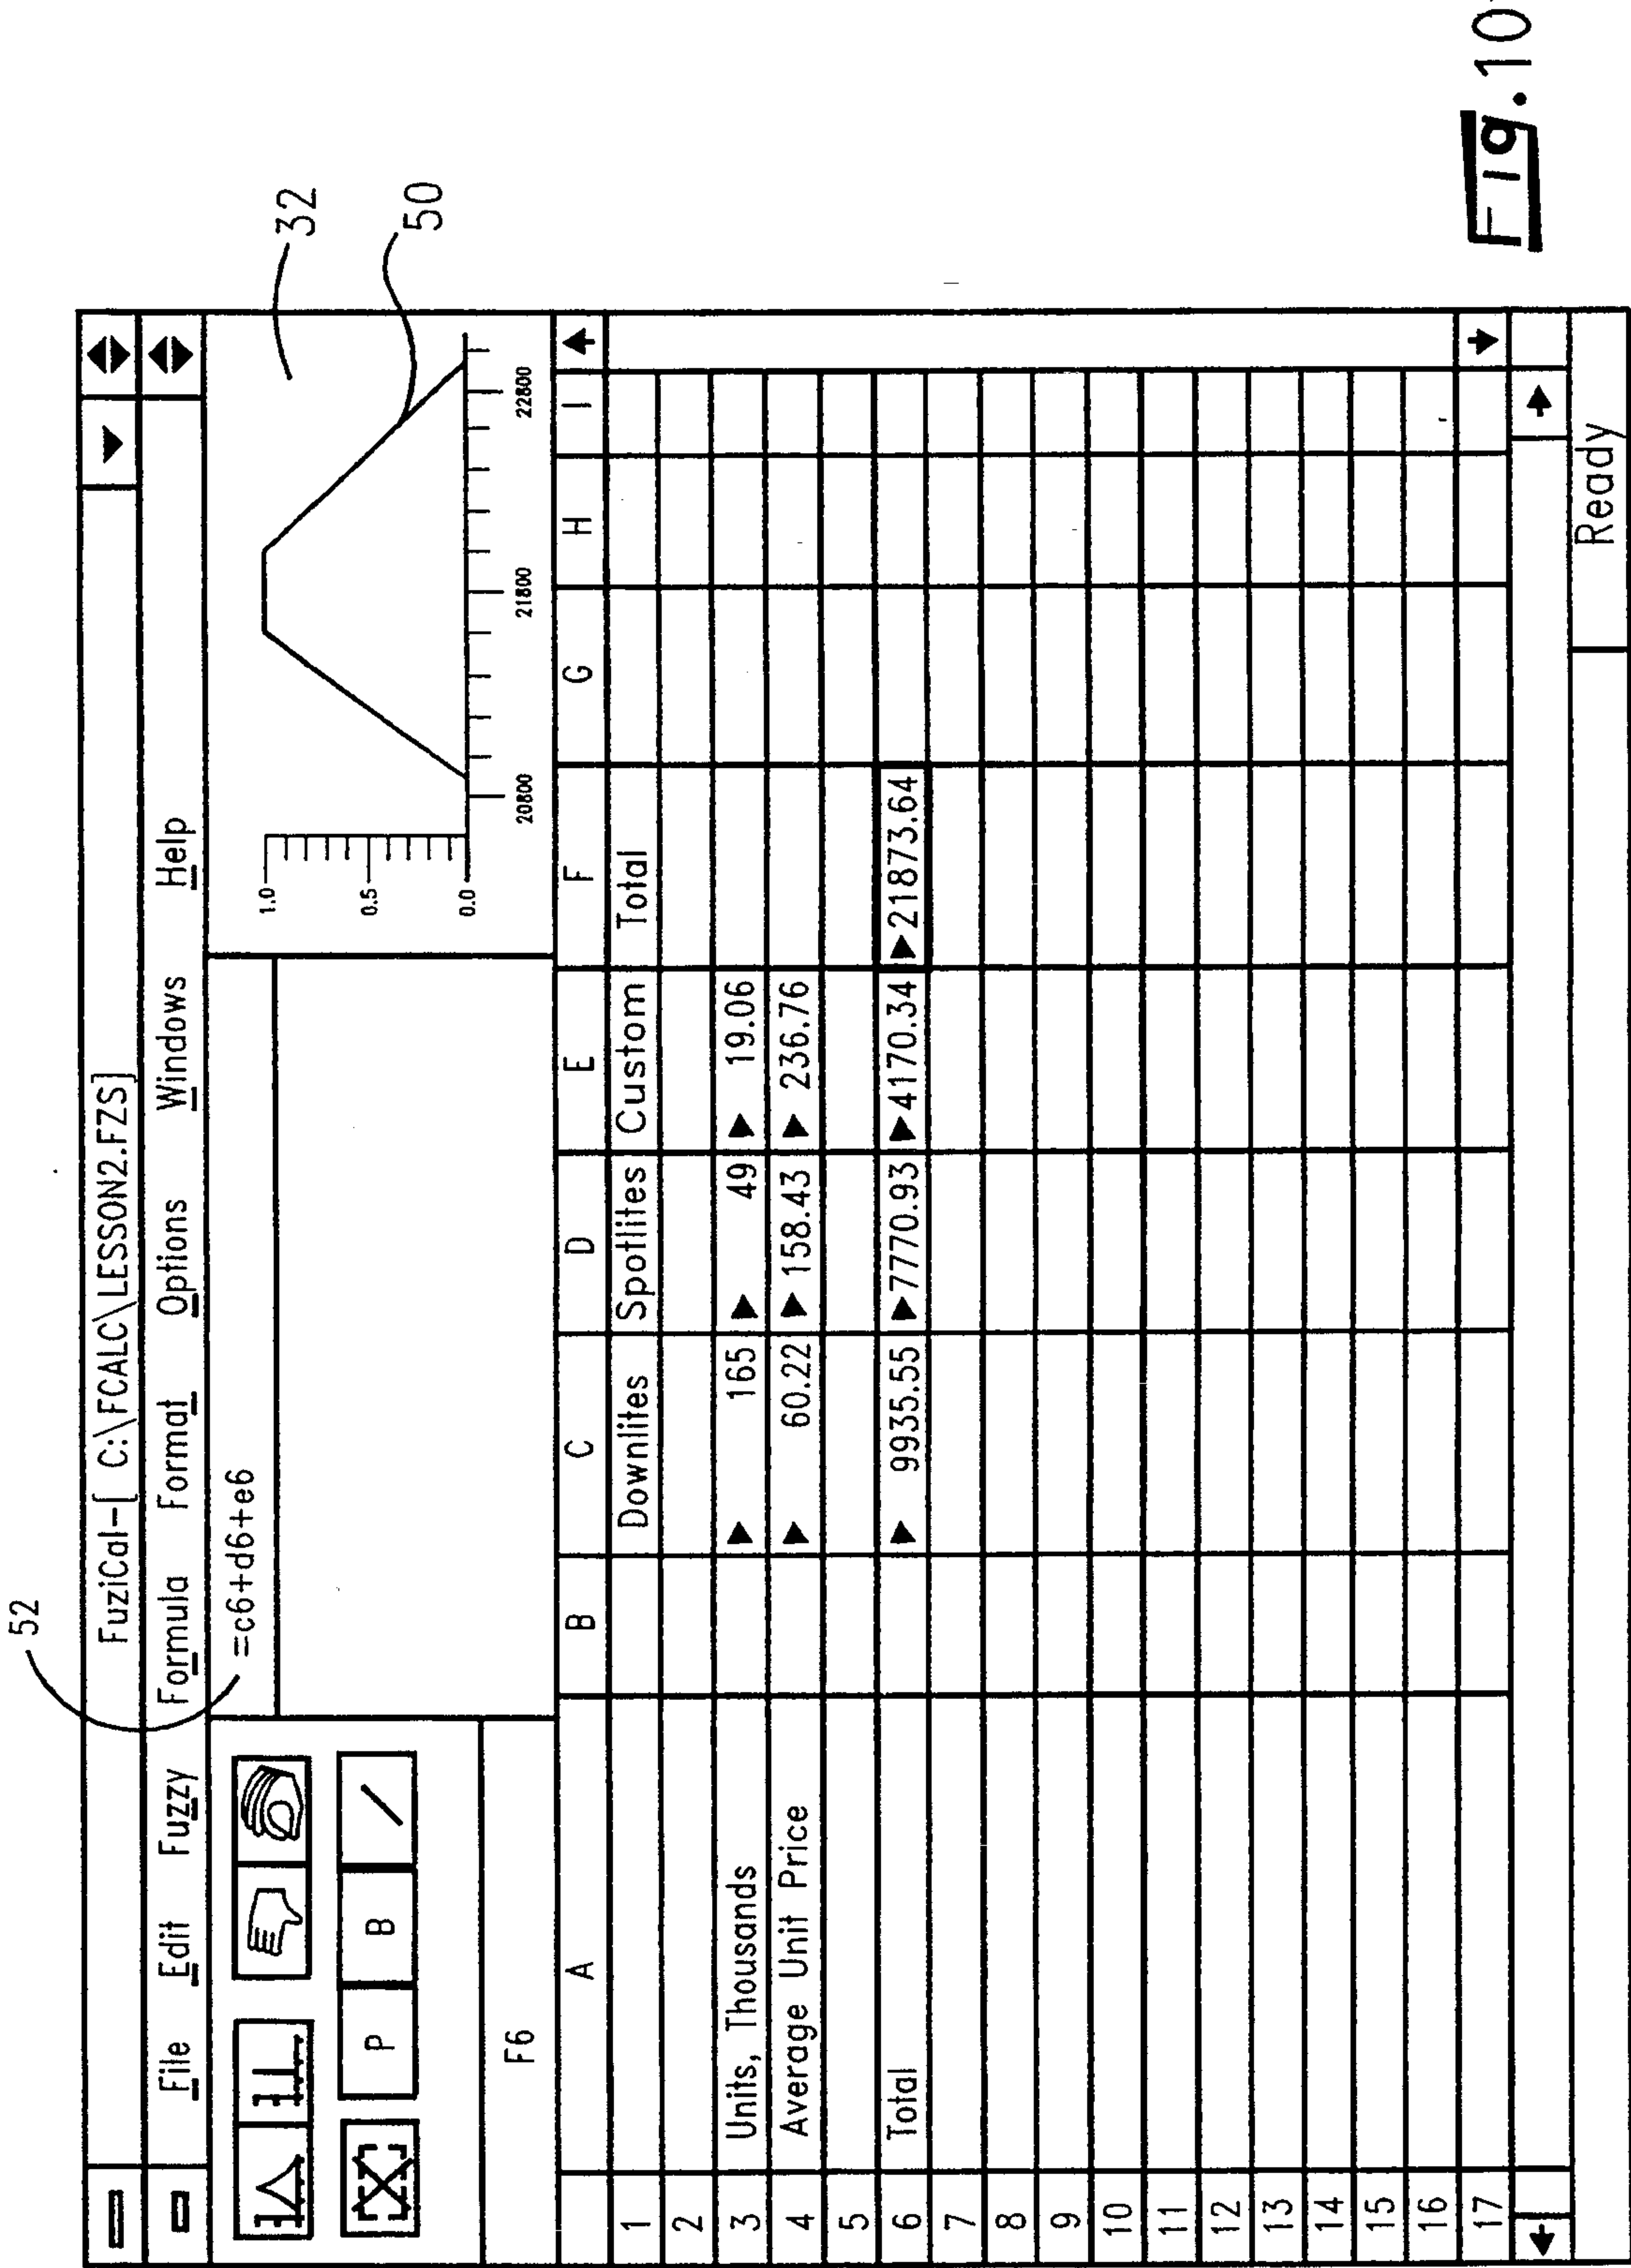 52
FuziCal-[ C:\FCALC\LESSON2.FZS]
File Edit Fuzzy Formula Format Options Windows Help
=c6+d6+e6
P B
F6
1.0
0.5
0.0
20800 21800 22800
32
50
A B C D E F G H I
1 Downlites Spotlites Custom Total
2
3 Units, Thousands 165 49 19.06
4 Average Unit Price 60.22 158.43 236.76
5
6 Total 9935.55 7770.93 4170.34 21873.64
7
8
9
10
11
12
13
14
15
16
17
Ready
Fig.10